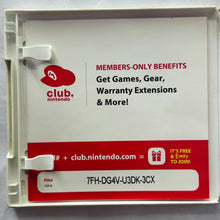 club
nintendo
MEMBERS-ONLY BENEFITS
Get Games, Gear,
Warranty Extensions
& More!
# + club.nintendo.com =
IT'S FREE
& Easy
TO JOIN!
PIN#
7FH-DG4V-U3DK-3CX